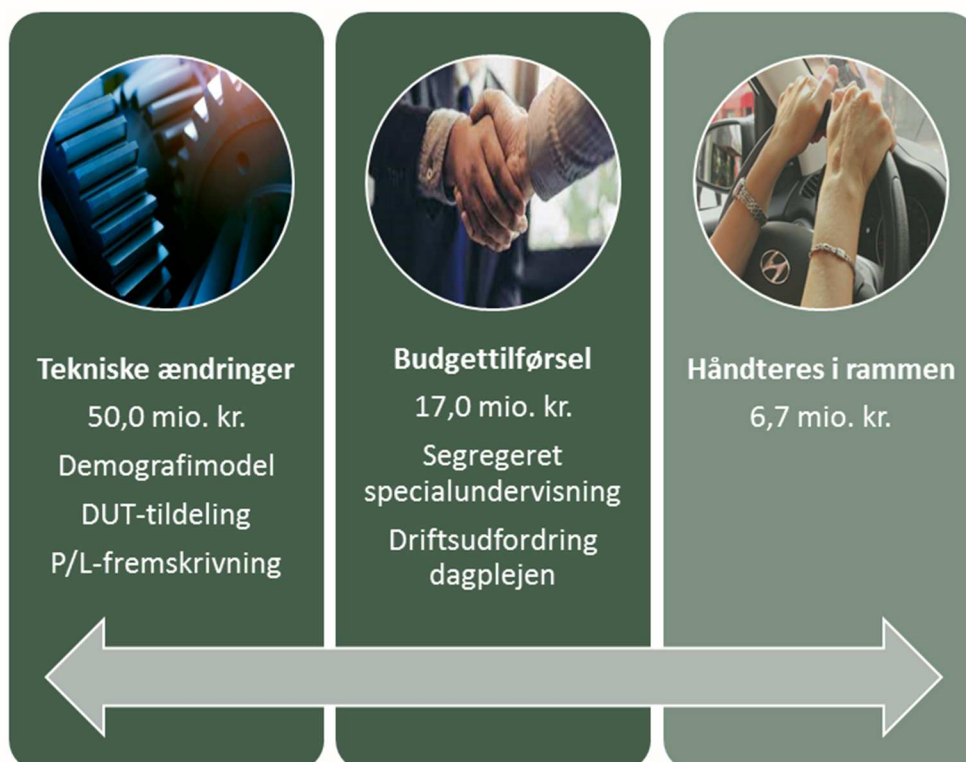 Tekniske ændringer
50,0 mio. kr.
Demografimodel
DUT-tildeling
P/L-fremskrivning
Budgettilførsel
17,0 mio. kr.
Segregeret
specialundervisning
Driftsudfordring
dagplejen
Håndteres i rammen
6,7 mio. kr.